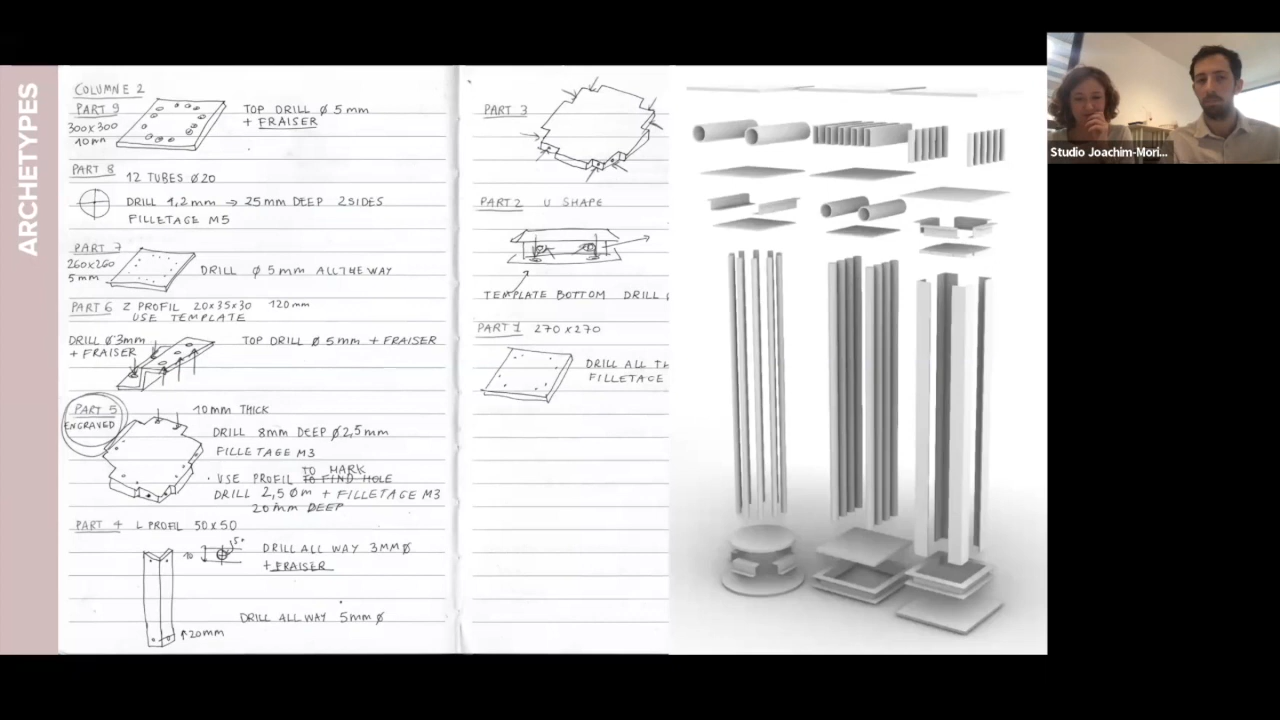 ARCHETYPES
COLUMNE 2
PART 9
300x300
10mm
TOP DRILL Ø 5mm
+ FRAISER
PART 8
12 TUBES Ø20
DRILL 4,2mm → 25mm DEEP 2SIDES
FILLETAGE M5
PART 7
260x260
5mm
DRILL Ø 5mm ALL THE WAY
PART 6 Z PROFIL 20x35x30 120mm
USE TEMPLATE
DRILL Ø 3mm
+ FRAISER
TOP DRILL Ø 5mm + FRAISER
PART 5
ENGRAVED
10mm THICK
DRILL 8mm DEEP Ø2,5mm
FILLETAGE M3
· USE PROFIL TO MARK
TO FIND HOLE
DRILL 2,5 Øm + FILLETAGE M3
20mm DEEP
PART 4 L PROFIL 50x50
10
DRILL ALL WAY 3MMØ
+FRAISER
DRILL ALL WAY 5mm Ø
↑20mm
PART 3
PART 2 U SHAPE
TEMPLATE BOTTOM DRILL
PART 1 270x270
DRILL ALL TH
FILLETAGE
Studio Joachim-Mori...